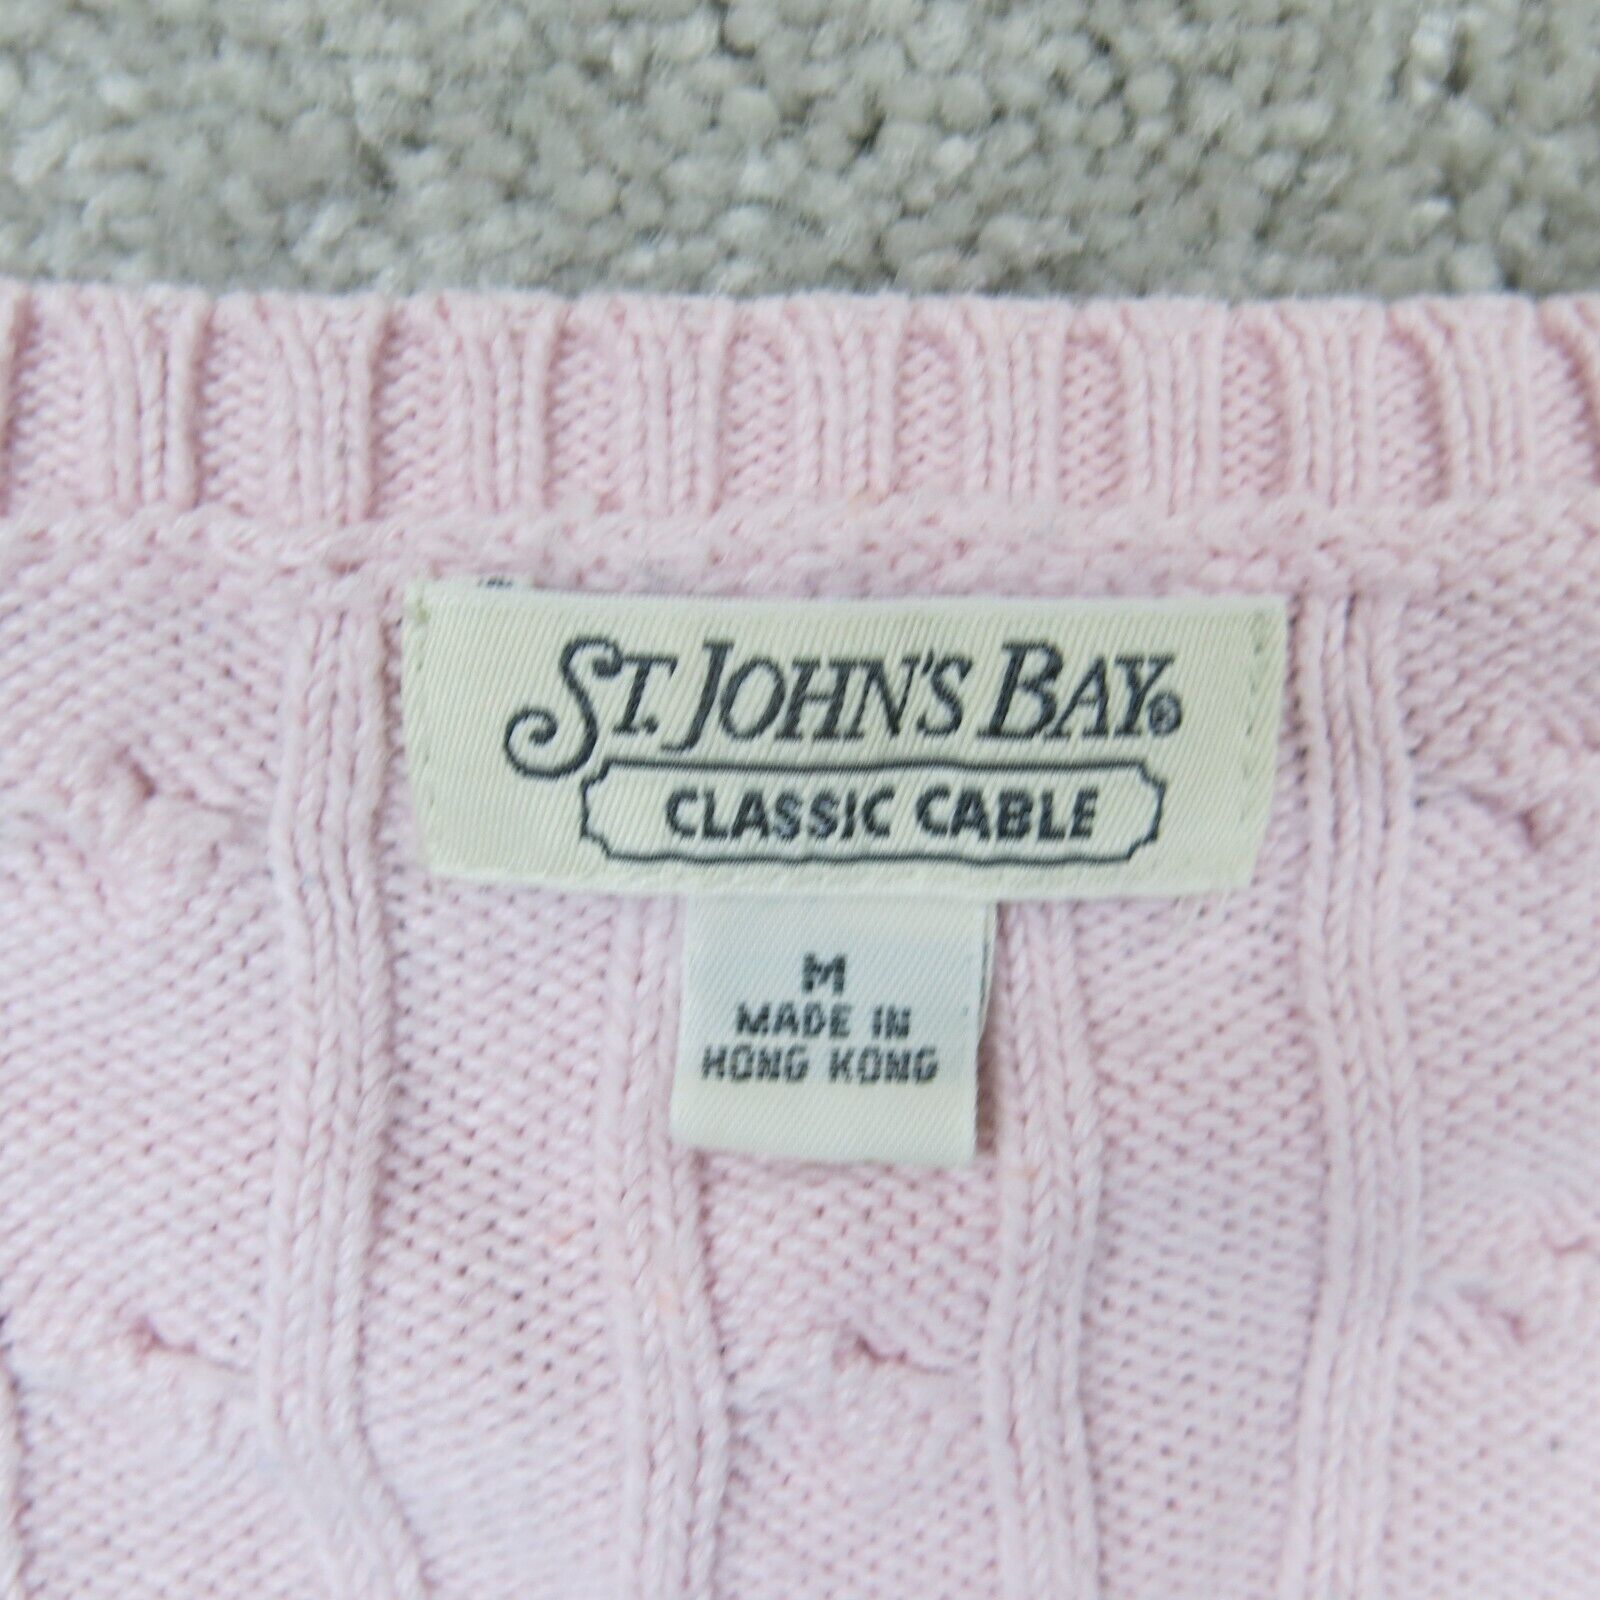 ST. JOHN'S BAY®
CLASSIC CABLE
M
MADE IN
HONG KONG